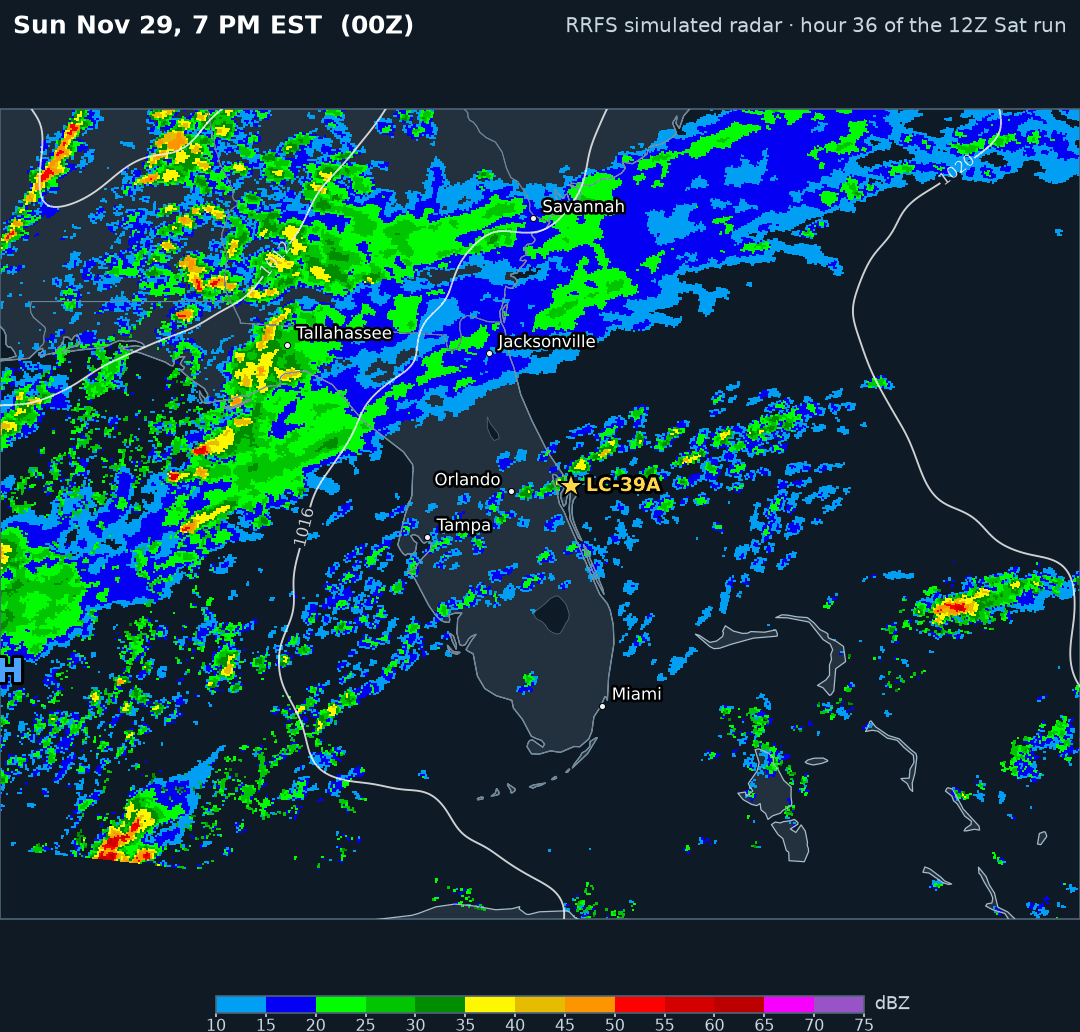 Sun Nov 29, 7 PM EST (00Z)
RRFS simulated radar · hour 36 of the 12Z Sat run
1020
Savannah
Tallahassee
Jacksonville
Orlando
LC-39A
Tampa
1016
H
Miami
dBZ
10 15 20 25 30 35 40 45 50 55 60 65 70 75